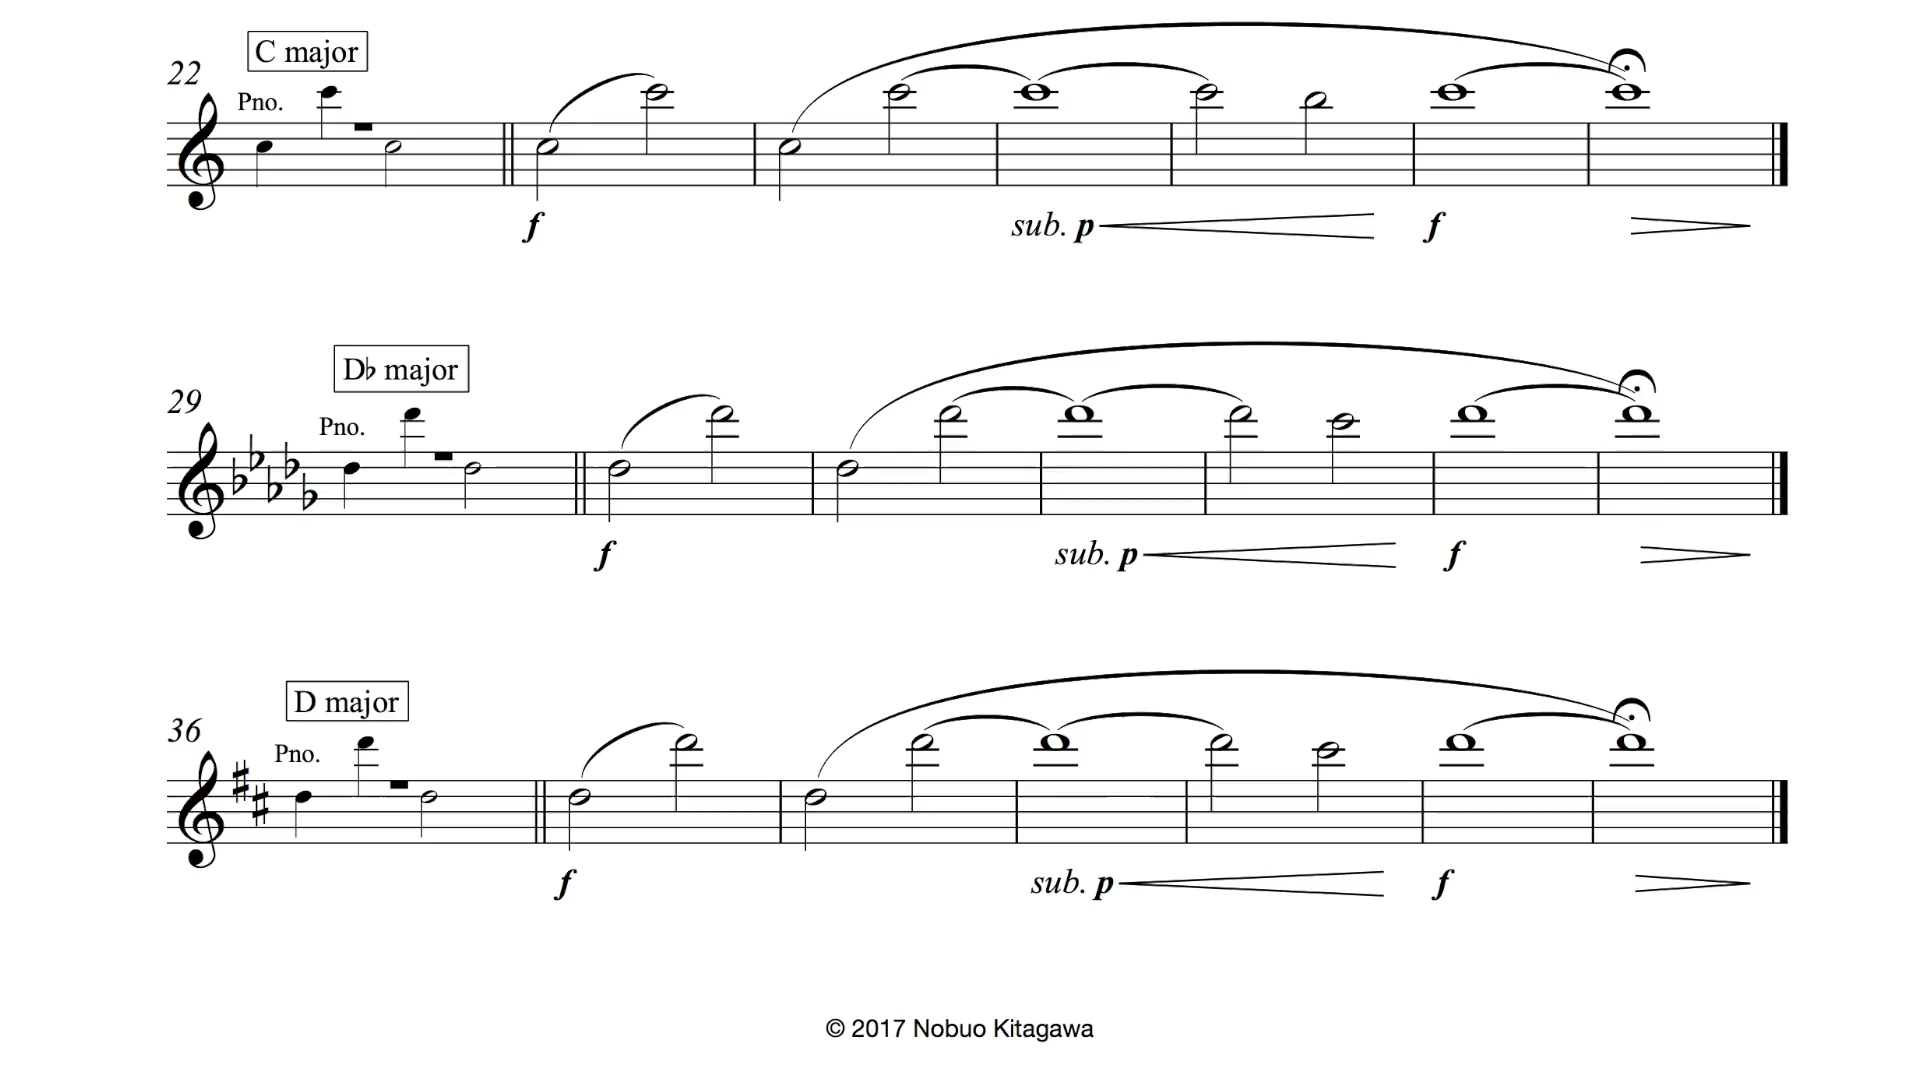 C major
22
Pno.
f
sub. p
f
D♭ major
29
Pno.
f
sub. p
f
D major
36
Pno.
f
sub. p
f
© 2017 Nobuo Kitagawa